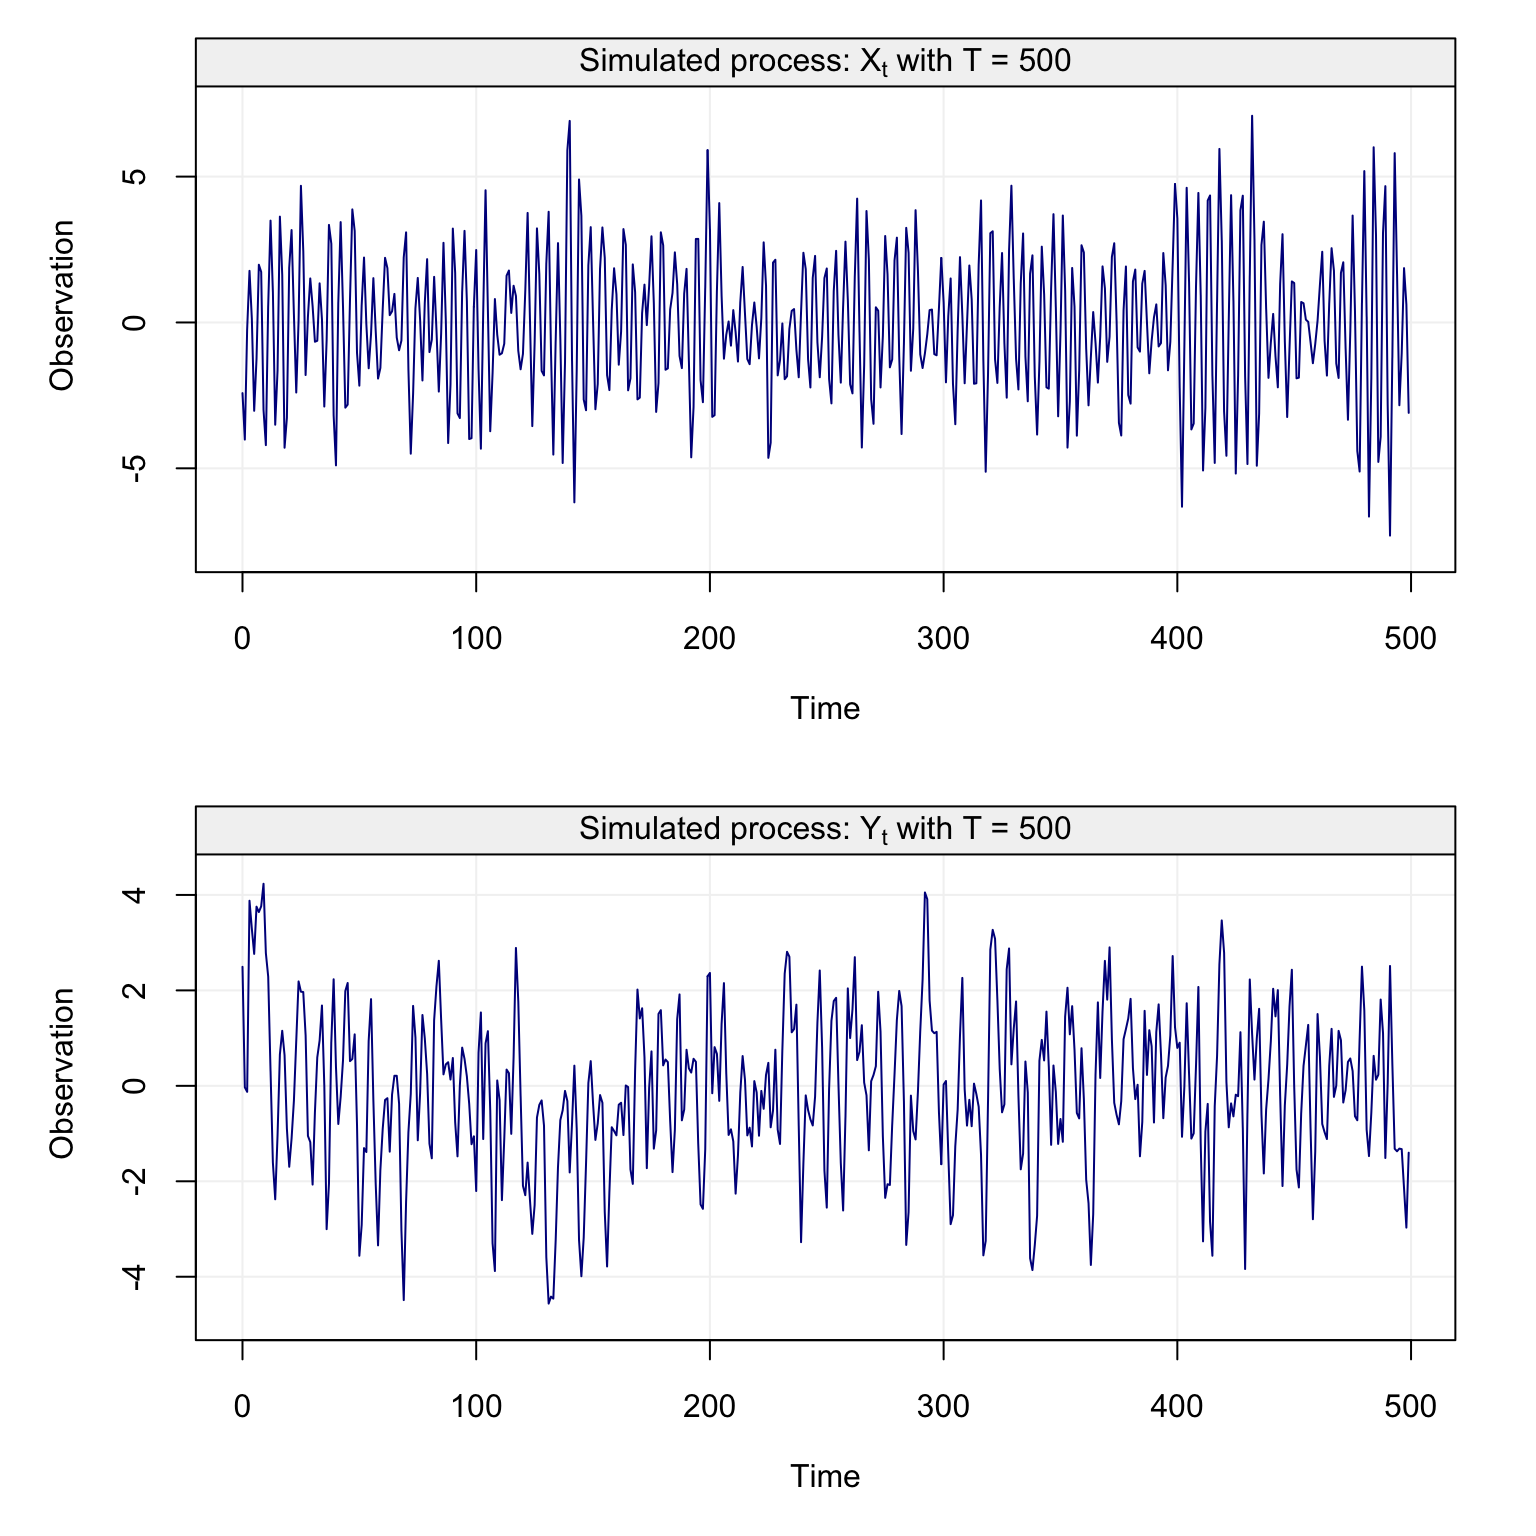 Simulated process: Xₜ with T = 500
Observation
5
0
-5
0 100 200 300 400 500
Time
Simulated process: Yₜ with T = 500
Observation
4
2
0
-2
-4
0 100 200 300 400 500
Time